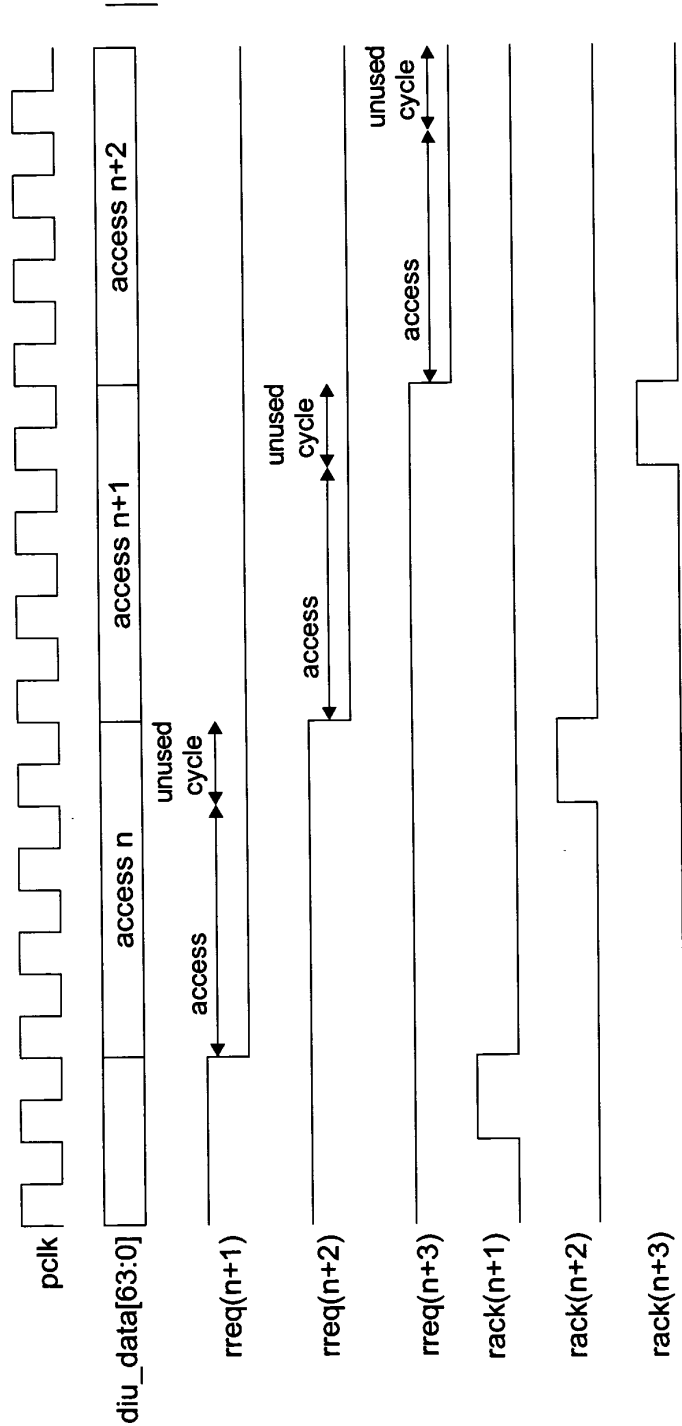 pclk
diu_data[63:0]
access n
access n+1
access n+2
rreq(n+1)
access
unused
cycle
rreq(n+2)
access
unused
cycle
rreq(n+3)
access
unused
cycle
rack(n+1)
rack(n+2)
rack(n+3)